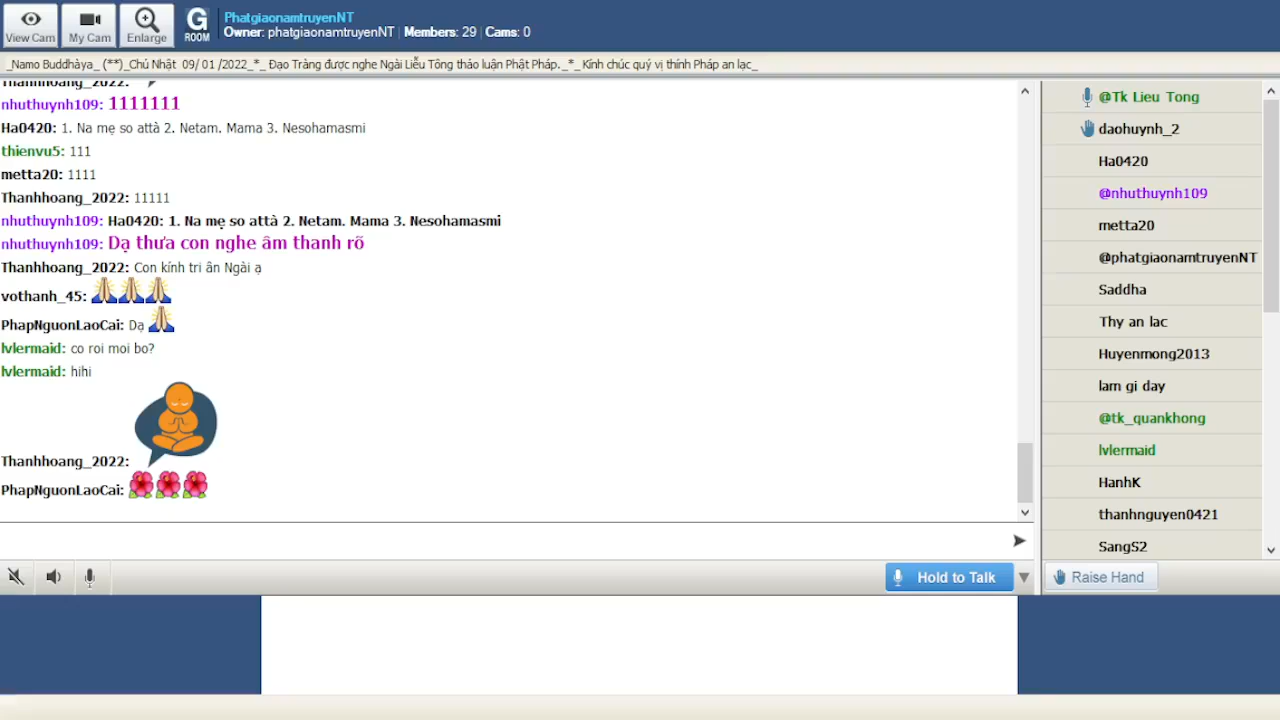 View Cam
My Cam
Enlarge
G
ROOM
PhatgiaonamtruyenNT
Owner: phatgiaonamtruyenNT | Members: 29 | Cams: 0
_Namo Buddhàya_ (**)_Chủ Nhật 09/ 01 /2022_*_ Đạo Tràng được nghe Ngài Liễu Tông thảo luận Phật Pháp._*_ Kính chúc quý vị thính Pháp an lạc_
Thanhhoang_2022:
nhuthuynh109: 1111111
Ha0420: 1. Na mẹ so attà 2. Netam. Mama 3. Nesohamasmi
thienvu5: 111
metta20: 1111
Thanhhoang_2022: 11111
nhuthuynh109: Ha0420: 1. Na mẹ so attà 2. Netam. Mama 3. Nesohamasmi
nhuthuynh109: Dạ thưa con nghe âm thanh rõ
Thanhhoang_2022: Con kính tri ân Ngài ạ
vothanh_45:
PhapNguonLaoCai: Dạ
lvlermaid: co roi moi bo?
lvlermaid: hihi
Thanhhoang_2022:
PhapNguonLaoCai:
@Tk Lieu Tong
daohuynh_2
Ha0420
@nhuthuynh109
metta20
@phatgiaonamtruyenNT
Saddha
Thy an lac
Huyenmong2013
lam gi day
@tk_quankhong
lvlermaid
HanhK
thanhnguyen0421
SangS2
Hold to Talk
Raise Hand